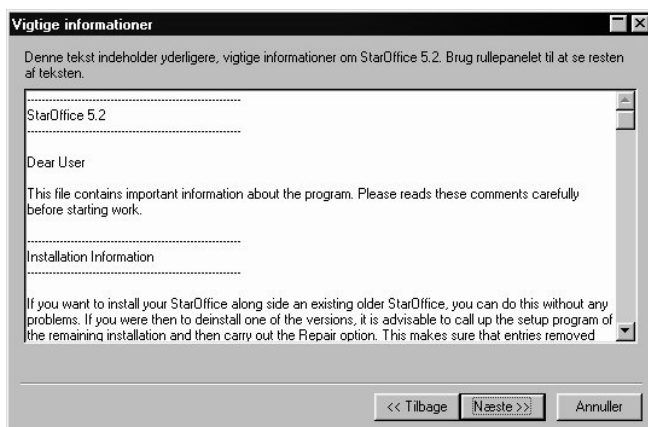 Vigtige informationer
Denne tekst indeholder yderligere, vigtige informationer om StarOffice 5.2. Brug rullepanelet til at se resten
af teksten.
------------------------------------------------------------
StarOffice 5.2
------------------------------------------------------------
Dear User
This file contains important information about the program. Please reads these comments carefully
before starting work.
------------------------------------------------------------
Installation Information
------------------------------------------------------------
If you want to install your StarOffice along side an existing older StarOffice, you can do this without any
problems. If you were then to deinstall one of the versions, it is advisable to call up the setup program of
the remaining installation and then carry out the Repair option. This makes sure that entries removed
<< Tilbage
Næste >>
Annuller